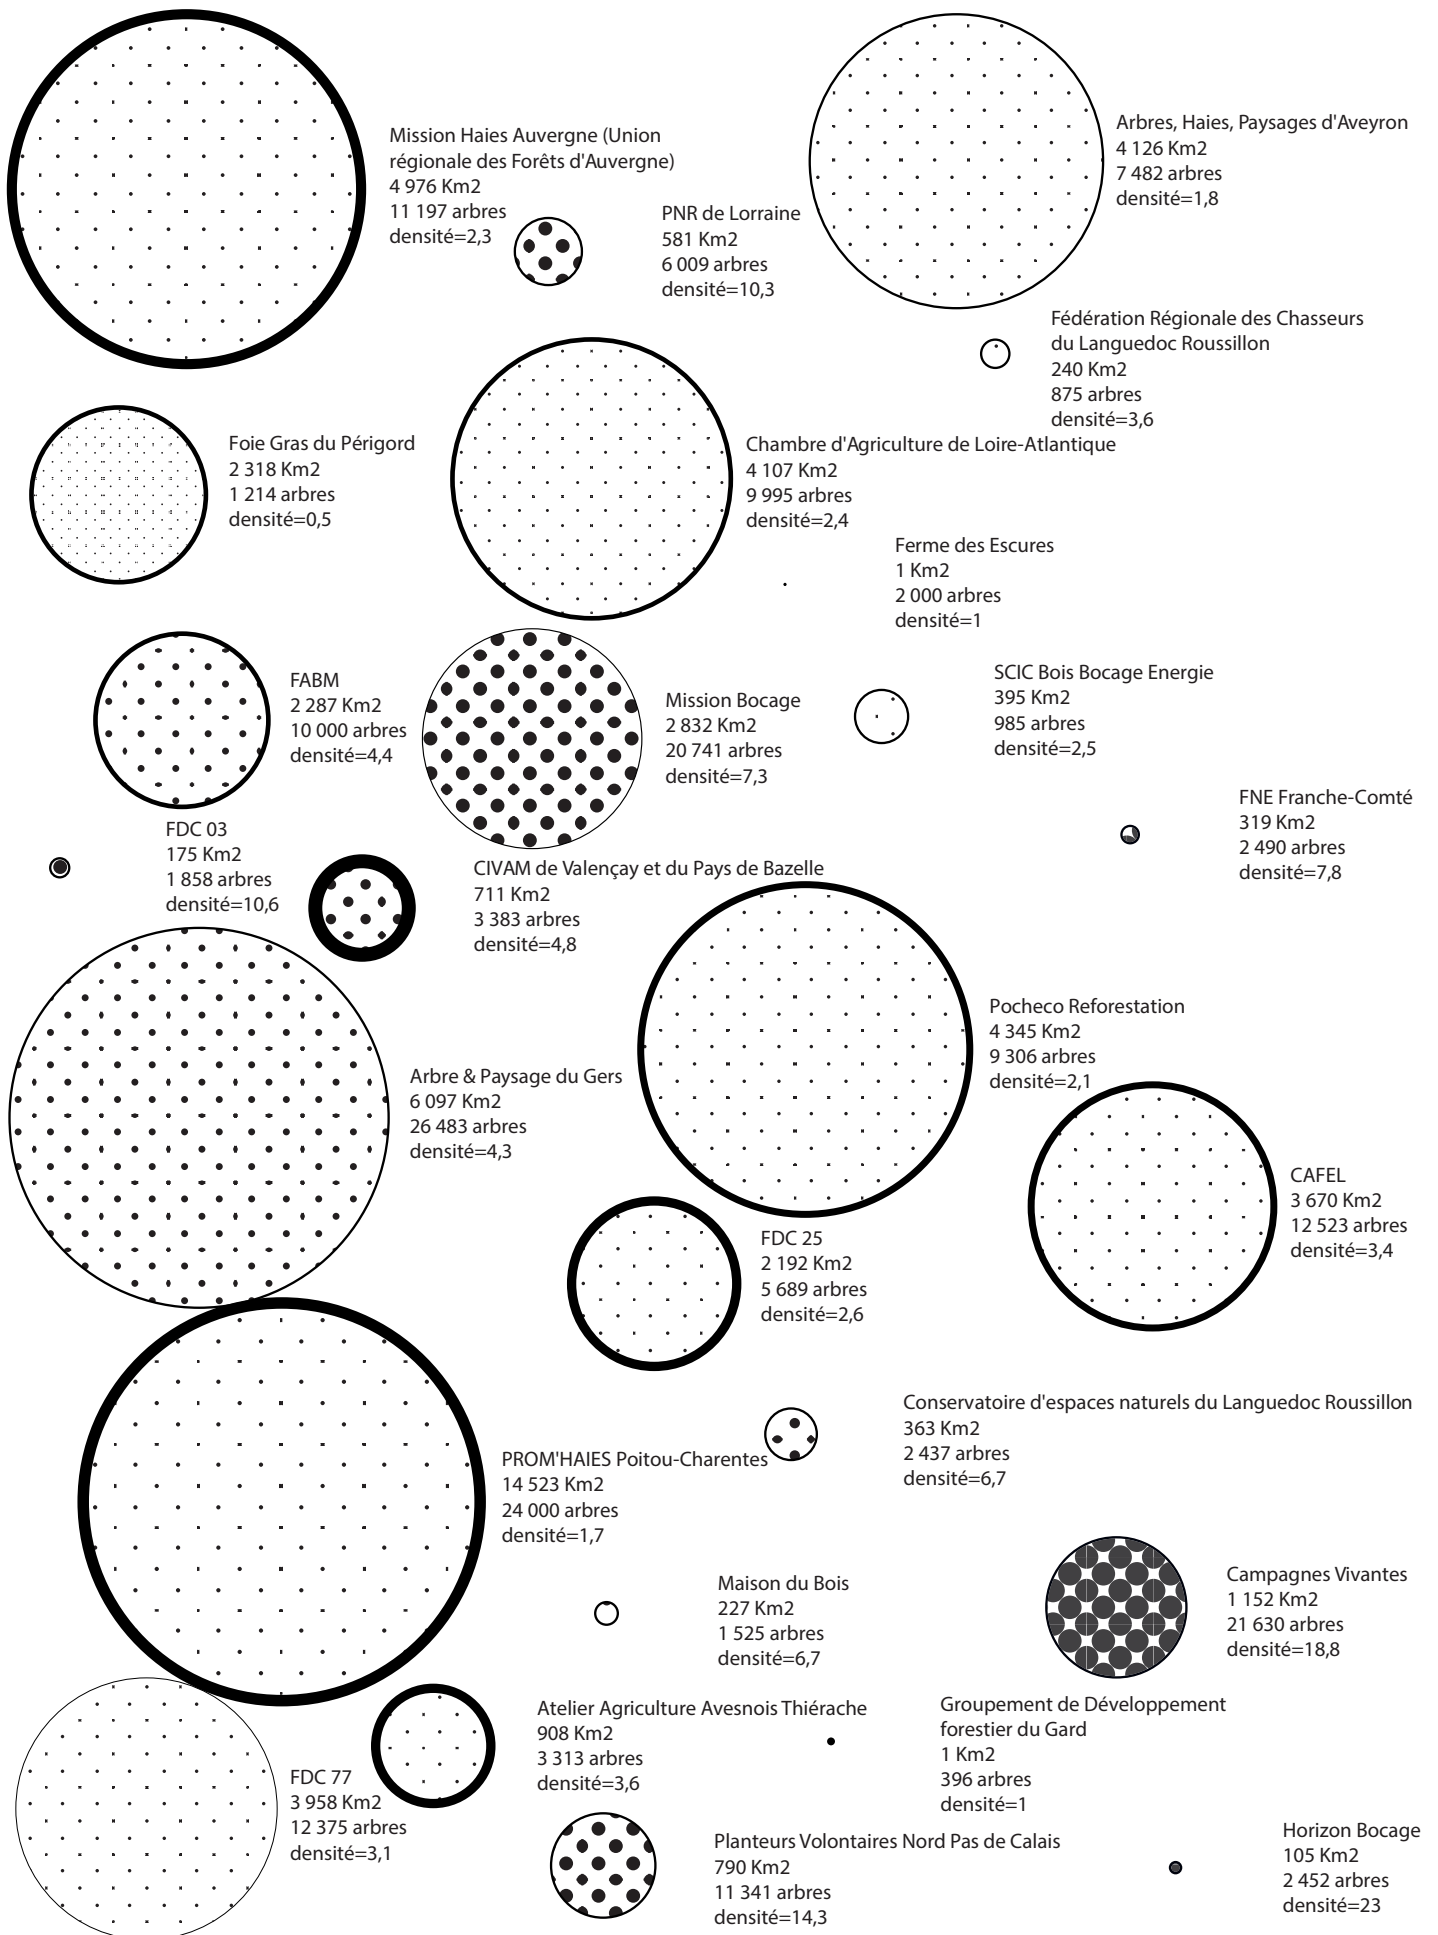 Mission Haies Auvergne (Union
régionale des Forêts d'Auvergne)
4 976 Km2
11 197 arbres
densité=2,3
PNR de Lorraine
581 Km2
6 009 arbres
densité=10,3
Arbres, Haies, Paysages d'Aveyron
4 126 Km2
7 482 arbres
densité=1,8
Fédération Régionale des Chasseurs
du Languedoc Roussillon
240 Km2
875 arbres
densité=3,6
Foie Gras du Périgord
2 318 Km2
1 214 arbres
densité=0,5
Chambre d'Agriculture de Loire-Atlantique
4 107 Km2
9 995 arbres
densité=2,4
Ferme des Escures
1 Km2
2 000 arbres
densité=1
FABM
2 287 Km2
10 000 arbres
densité=4,4
Mission Bocage
2 832 Km2
20 741 arbres
densité=7,3
SCIC Bois Bocage Energie
395 Km2
985 arbres
densité=2,5
FNE Franche-Comté
319 Km2
2 490 arbres
densité=7,8
FDC 03
175 Km2
1 858 arbres
densité=10,6
CIVAM de Valençay et du Pays de Bazelle
711 Km2
3 383 arbres
densité=4,8
Pocheco Reforestation
4 345 Km2
9 306 arbres
densité=2,1
Arbre & Paysage du Gers
6 097 Km2
26 483 arbres
densité=4,3
CAFEL
3 670 Km2
12 523 arbres
densité=3,4
FDC 25
2 192 Km2
5 689 arbres
densité=2,6
Conservatoire d'espaces naturels du Languedoc Roussillon
363 Km2
2 437 arbres
densité=6,7
PROM'HAIES Poitou-Charentes
14 523 Km2
24 000 arbres
densité=1,7
Maison du Bois
227 Km2
1 525 arbres
densité=6,7
Campagnes Vivantes
1 152 Km2
21 630 arbres
densité=18,8
Atelier Agriculture Avesnois Thiérache
908 Km2
3 313 arbres
densité=3,6
Groupement de Développement
forestier du Gard
1 Km2
396 arbres
densité=1
FDC 77
3 958 Km2
12 375 arbres
densité=3,1
Planteurs Volontaires Nord Pas de Calais
790 Km2
11 341 arbres
densité=14,3
Horizon Bocage
105 Km2
2 452 arbres
densité=23